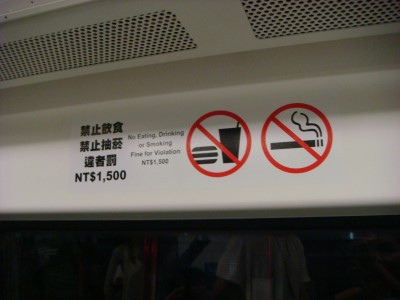 禁止飲食
禁止抽菸
違者罰
NT$1,500
No Eating, Drinking
or Smoking
Fine for Violation
NT$1,500